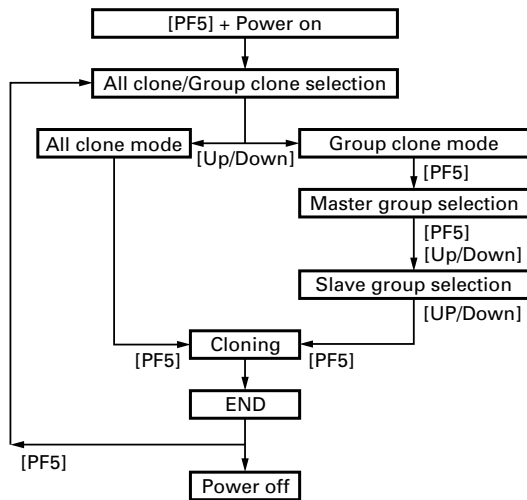 [PF5] + Power on
All clone/Group clone selection
All clone mode
[Up/Down]
Group clone mode
[PF5]
Master group selection
[PF5]
[Up/Down]
Slave group selection
[UP/Down]
Cloning
[PF5]
[PF5]
END
[PF5]
Power off